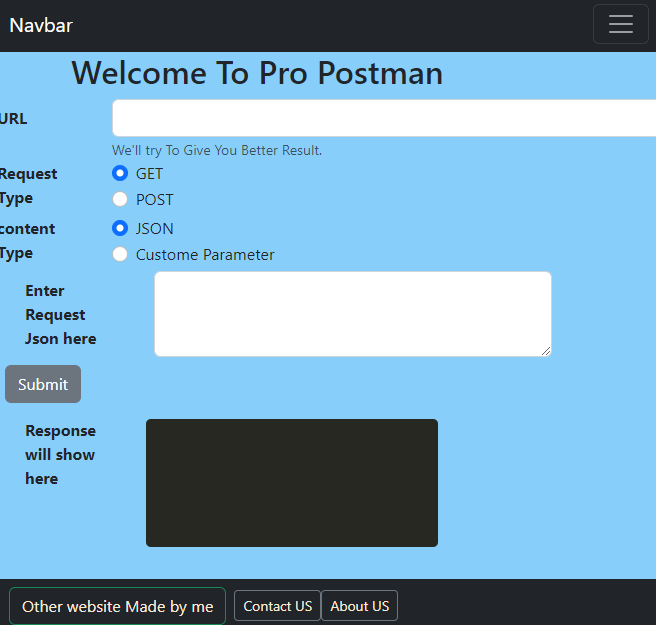 Navbar
Welcome To Pro Postman
URL
We'll try To Give You Better Result.
Request
Type
GET
POST
content
Type
JSON
Custome Parameter
Enter
Request
Json here
Submit
Response
will show
here
Other website Made by me
Contact US
About US